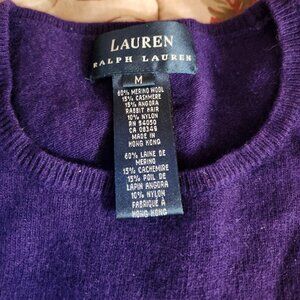 LAUREN
RALPH LAUREN
M
60% MERINO WOOL
15% CASHMERE
15% ANGORA
RABBIT HAIR
10% NYLON
RN 54050
CA 08348
MADE IN
HONG KONG
60% LAINE DE
MERINO
15% CACHEMIRE
15% POIL DE
LAPIN ANGORA
10% NYLON
FABRIQUÉ À
HONG KONG